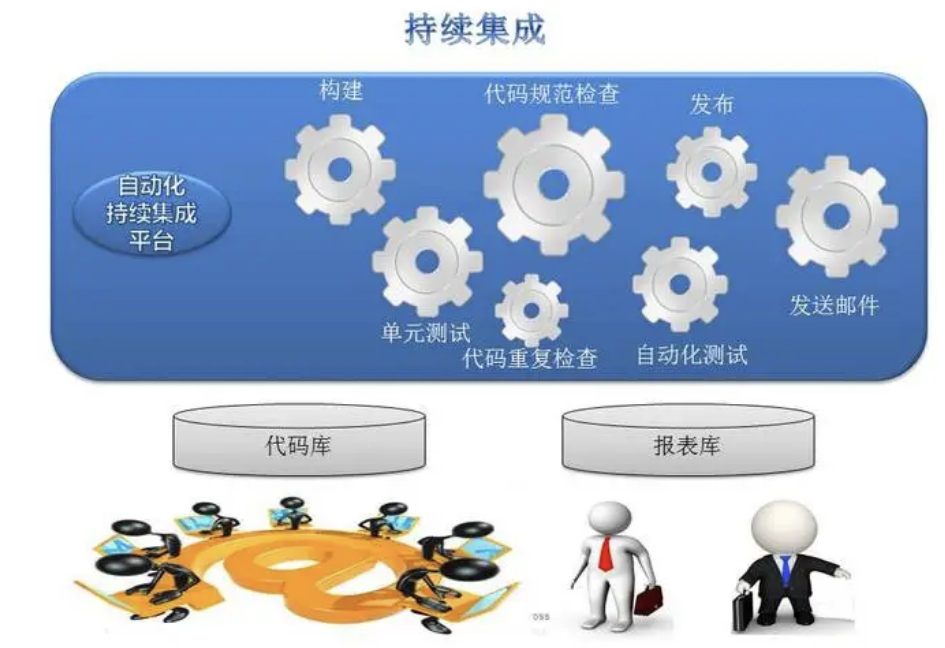 持续集成
构建
代码规范检查
发布
自动化
持续集成
平台
单元测试
代码重复检查
自动化测试
发送邮件
代码库
报表库